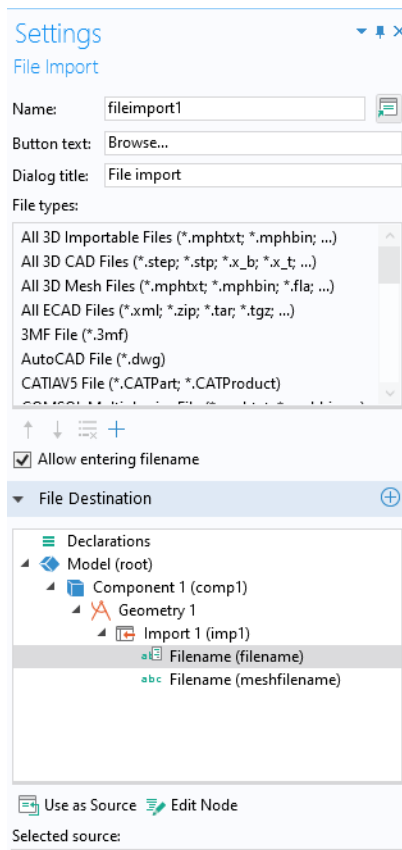 Settings
File Import
Name: fileimport1
Button text: Browse...
Dialog title: File import
File types:
All 3D Importable Files (*.mphtxt; *.mphbin; ...)
All 3D CAD Files (*.step; *.stp; *.x_b; *.x_t; ...)
All 3D Mesh Files (*.mphtxt; *.mphbin; *.fla; ...)
All ECAD Files (*.xml; *.zip; *.tar; *.tgz; ...)
3MF File (*.3mf)
AutoCAD File (*.dwg)
CATIAV5 File (*.CATPart; *.CATProduct)
Allow entering filename
File Destination
Declarations
Model (root)
Component 1 (comp1)
Geometry 1
Import 1 (imp1)
Filename (filename)
abc Filename (meshfilename)
Use as Source Edit Node
Selected source: